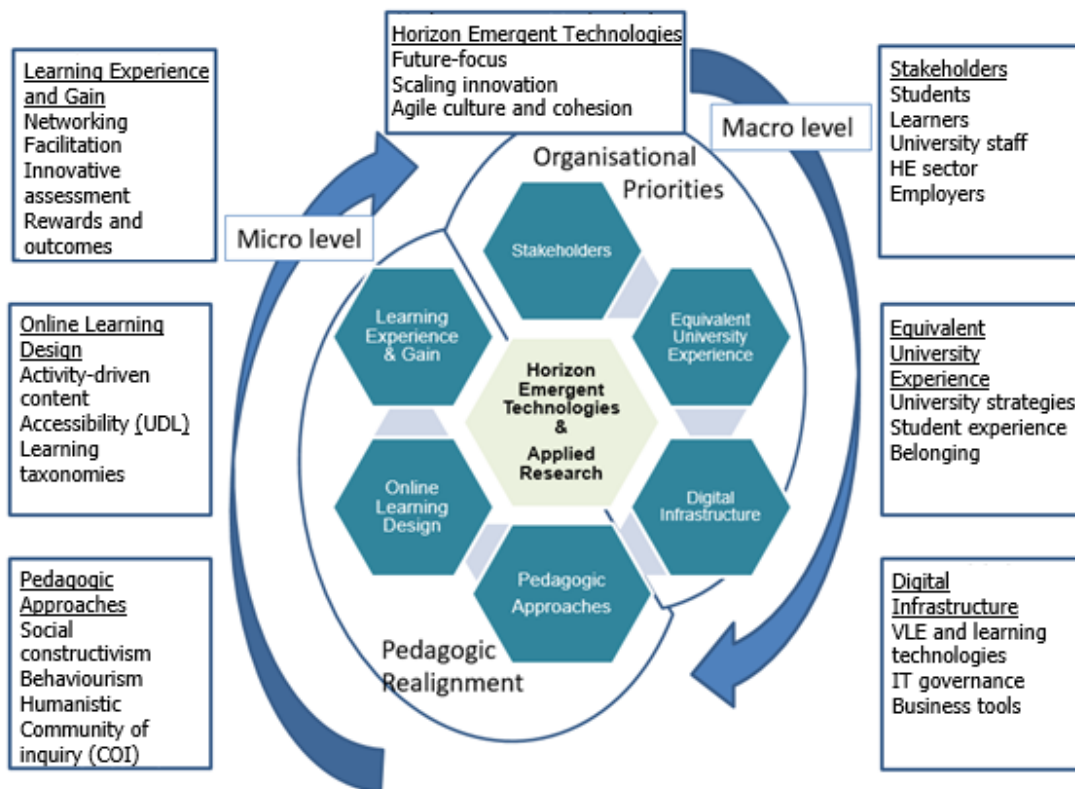 Horizon Emergent Technologies
Future-focus
Scaling innovation
Agile culture and cohesion
Learning Experience
and Gain
Networking
Facilitation
Innovative
assessment
Rewards and
outcomes
Micro level
Macro level
Stakeholders
Students
Learners
University staff
HE sector
Employers
Organisational
Priorities
Stakeholders
Learning
Experience
& Gain
Equivalent
University
Experience
Horizon
Emergent
Technologies
&
Applied
Research
Online
Learning
Design
Digital
Infrastructure
Pedagogic
Approaches
Pedagogic
Realignment
Online Learning
Design
Activity-driven
content
Accessibility (UDL)
Learning
taxonomies
Equivalent
University
Experience
University strategies
Student experience
Belonging
Pedagogic
Approaches
Social
constructivism
Behaviourism
Humanistic
Community of
inquiry (COI)
Digital
Infrastructure
VLE and learning
technologies
IT governance
Business tools